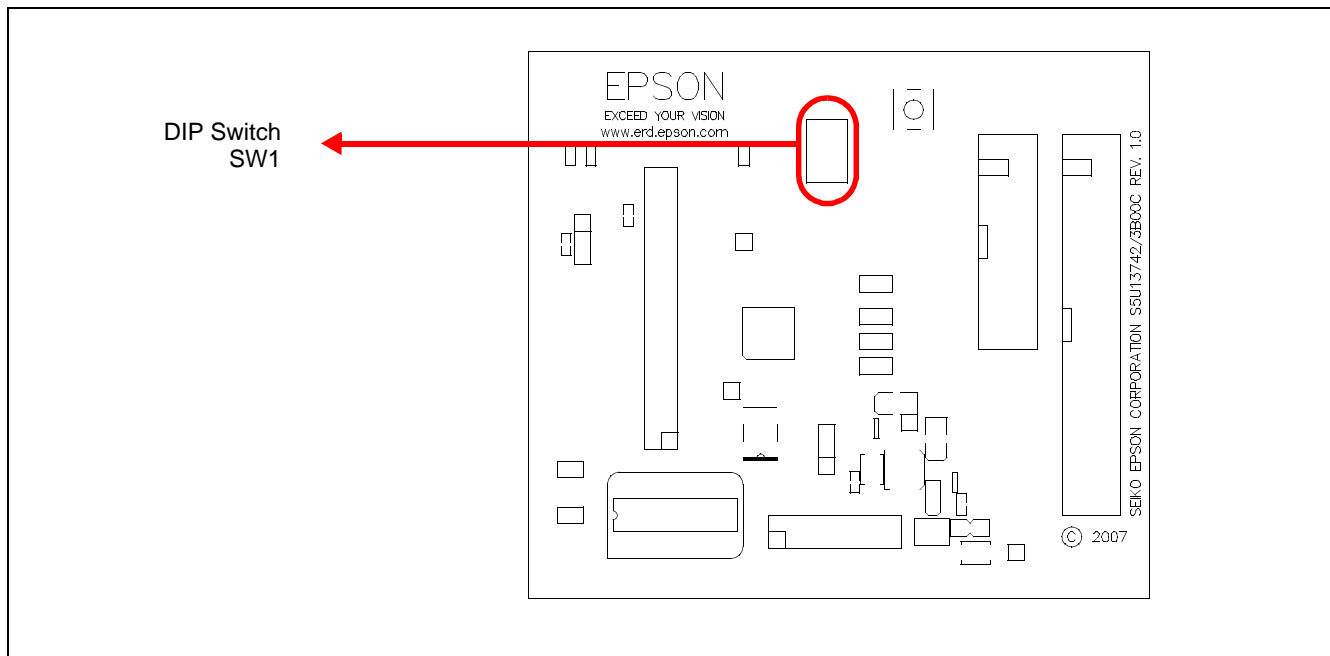 EPSON
EXCEED YOUR VISION
www.erd.epson.com
DIP Switch
SW1
SEIKO EPSON CORPORATION S5U13742/3B00C REV. 1.0
© 2007